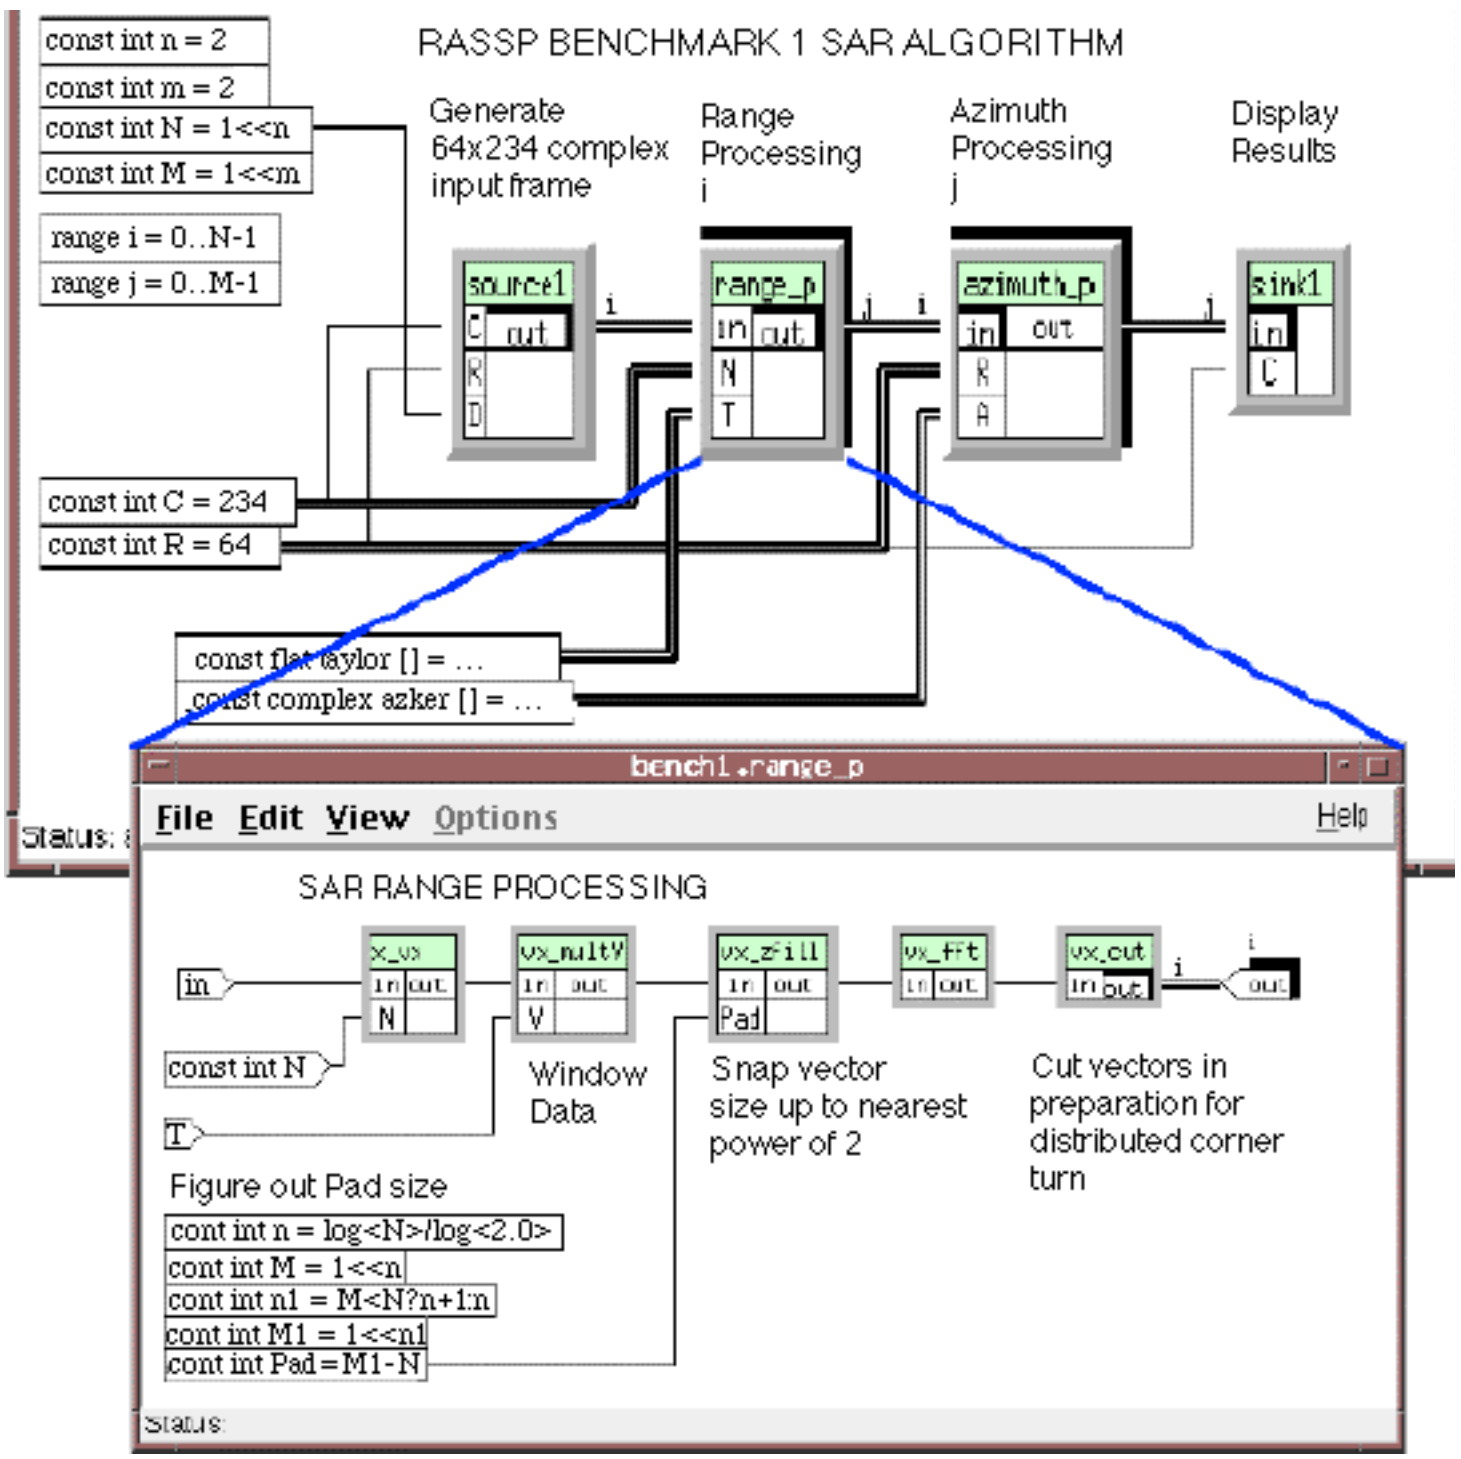 const int n = 2
const int m = 2
const int N = 1<<n
const int M = 1<<m
range i = 0..N-1
range j = 0..M-1
RASSP BENCHMARK 1 SAR ALGORITHM
Generate
64x234 complex
input frame
Range
Processing
i
Azimuth
Processing
j
Display
Results
source1
C out
R
D
i
range_p
in out
N
T
j i
azimuth_p
in out
R
A
j
sink1
in
C
const int C = 234
const int R = 64
const flat taylor [] = ...
const complex azker [] = ...
Status:
bench1.range_p
File Edit View Options Help
SAR RANGE PROCESSING
in
x_vx
in out
N
vx_multV
in out
V
vx_zfill
in out
Pad
vx_fft
in out
vx_cut
in out
i
i
out
const int N
T
Window
Data
Snap vector
size up to nearest
power of 2
Cut vectors in
preparation for
distributed corner
turn
Figure out Pad size
cont int n = log<N>/log<2.0>
cont int M = 1<<n
cont int n1 = M<N?n+1:n
cont int M1 = 1<<n1
cont int Pad=M1-N
Status: